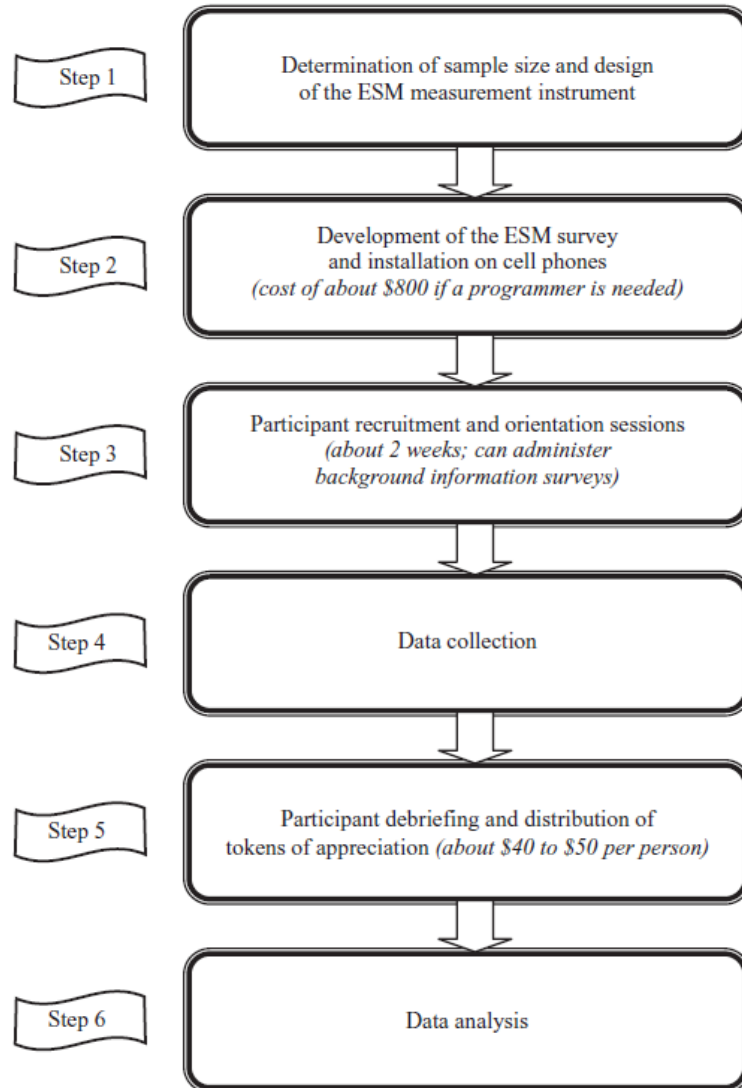 Step 1
Determination of sample size and design
of the ESM measurement instrument
Step 2
Development of the ESM survey
and installation on cell phones
(cost of about $800 if a programmer is needed)
Step 3
Participant recruitment and orientation sessions
(about 2 weeks; can administer
background information surveys)
Step 4
Data collection
Step 5
Participant debriefing and distribution of
tokens of appreciation (about $40 to $50 per person)
Step 6
Data analysis